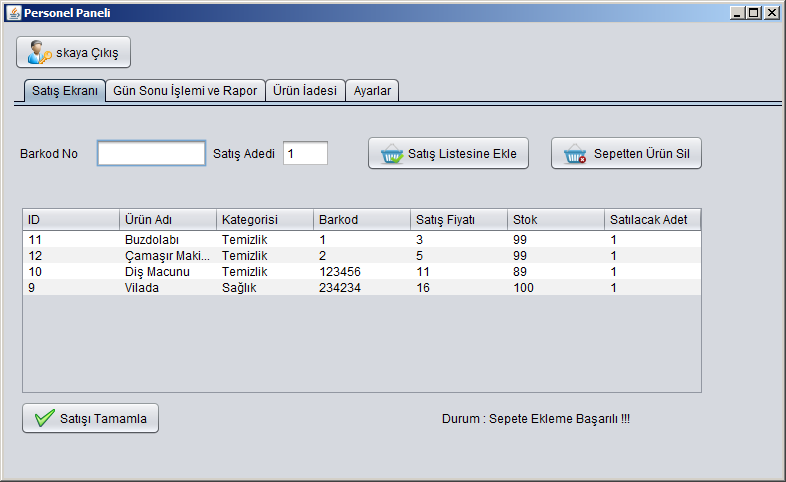 Personel Paneli
skaya Çıkış
Satış Ekranı Gün Sonu İşlemi ve Rapor Ürün İadesi Ayarlar
Barkod No Satış Adedi 1 Satış Listesine Ekle Sepetten Ürün Sil
ID Ürün Adı Kategorisi Barkod Satış Fiyatı Stok Satılacak Adet
11 Buzdolabı Temizlik 1 3 99 1
12 Çamaşır Maki... Temizlik 2 5 99 1
10 Diş Macunu Temizlik 123456 11 89 1
9 Vilada Sağlık 234234 16 100 1
Satışı Tamamla Durum : Sepete Ekleme Başarılı !!!